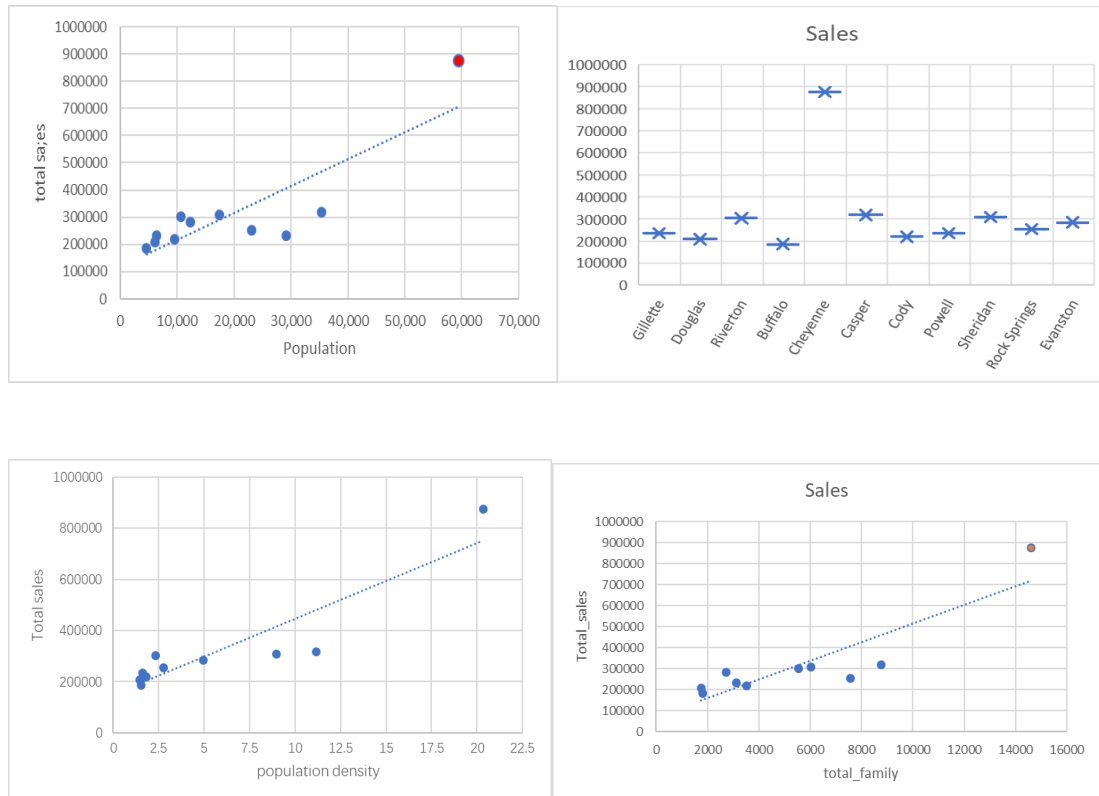 1000000
900000
800000
700000
600000
500000
400000
300000
200000
100000
0
total sa;es
0 10,000 20,000 30,000 40,000 50,000 60,000 70,000
Population
Sales
1000000
900000
800000
700000
600000
500000
400000
300000
200000
100000
0
Gillette
Douglas
Riverton
Buffalo
Cheyenne
Casper
Cody
Powell
Sheridan
Rock Springs
Evanston
1000000
800000
600000
400000
200000
0
Total sales
0 2.5 5 7.5 10 12.5 15 17.5 20 22.5
population density
Sales
1000000
900000
800000
700000
600000
500000
400000
300000
200000
100000
0
Total_sales
0 2000 4000 6000 8000 10000 12000 14000 16000
total_family